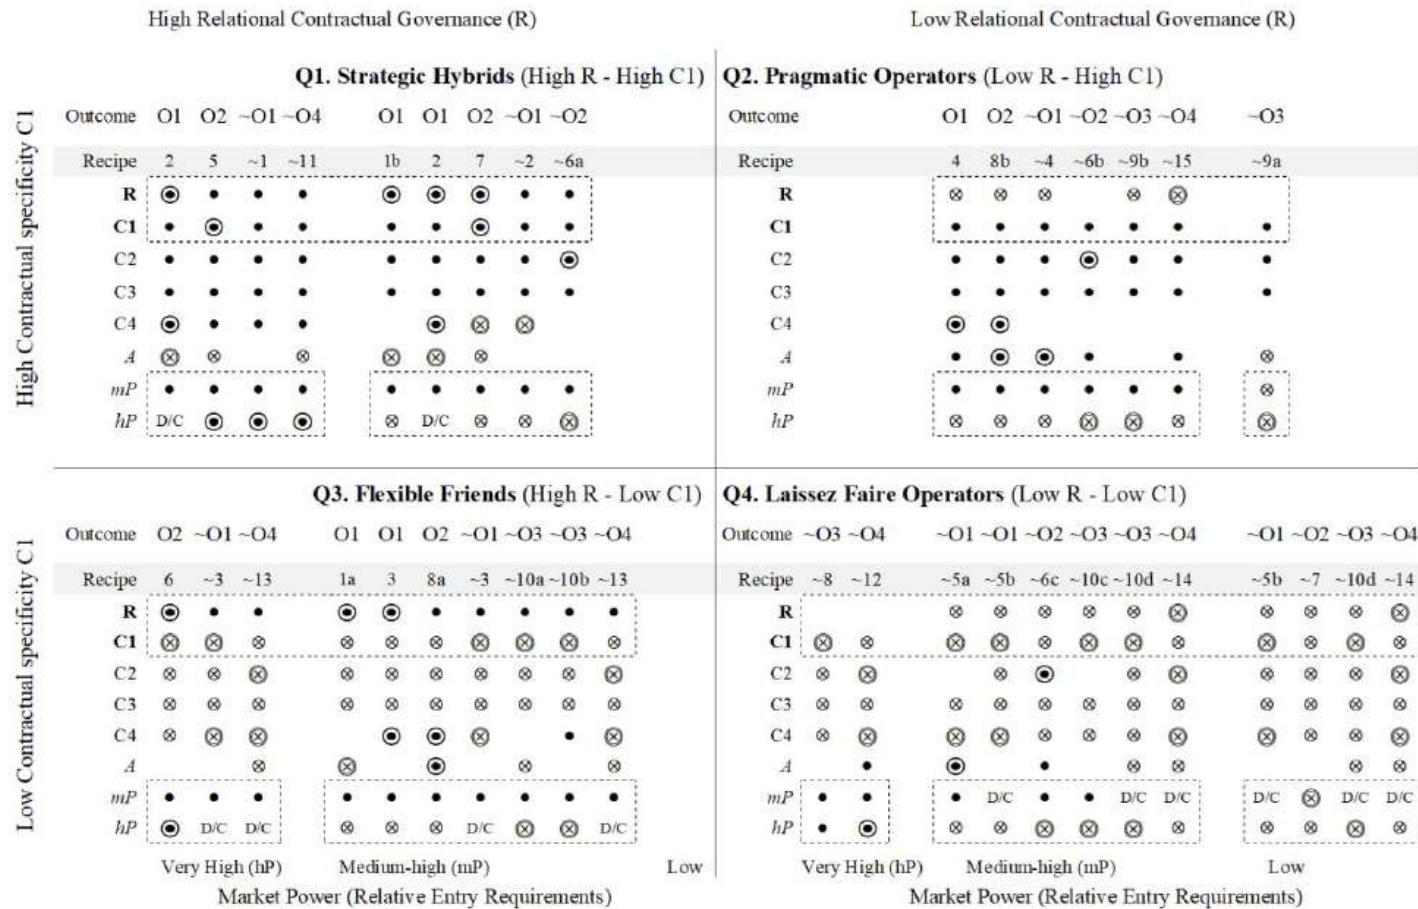 High Relational Contractual Governance (R) Low Relational Contractual Governance (R)
High Contractual specificity C1
Q1. Strategic Hybrids (High R - High C1)
Outcome O1 O2 ~O1 ~O4 O1 O1 O2 ~O1 ~O2
Recipe 2 5 ~1 ~11 1b 2 7 ~2 ~6a
R
C1
C2
C3
C4
A
mP
hP D/C D/C
Q2. Pragmatic Operators (Low R - High C1)
Outcome O1 O2 ~O1 ~O2 ~O3 ~O4 ~O3
Recipe 4 8b ~4 ~6b ~9b ~15 ~9a
R
C1
C2
C3
C4
A
mP
hP
Low Contractual specificity C1
Q3. Flexible Friends (High R - Low C1)
Outcome O2 ~O1 ~O4 O1 O1 O2 ~O1 ~O3 ~O3 ~O4
Recipe 6 ~3 ~13 1a 3 8a ~3 ~10a ~10b ~13
R
C1
C2
C3
C4
A
mP
hP D/C D/C D/C D/C
Very High (hP) Medium-high (mP) Low
Market Power (Relative Entry Requirements)
Q4. Laissez Faire Operators (Low R - Low C1)
Outcome ~O3 ~O4 ~O1 ~O1 ~O2 ~O3 ~O3 ~O4 ~O1 ~O2 ~O3 ~O4
Recipe ~8 ~12 ~5a ~5b ~6c ~10c ~10d ~14 ~5b ~7 ~10d ~14
R
C1
C2
C3
C4
A
mP D/C D/C D/C D/C D/C D/C
hP
Very High (hP) Medium-high (mP) Low
Market Power (Relative Entry Requirements)